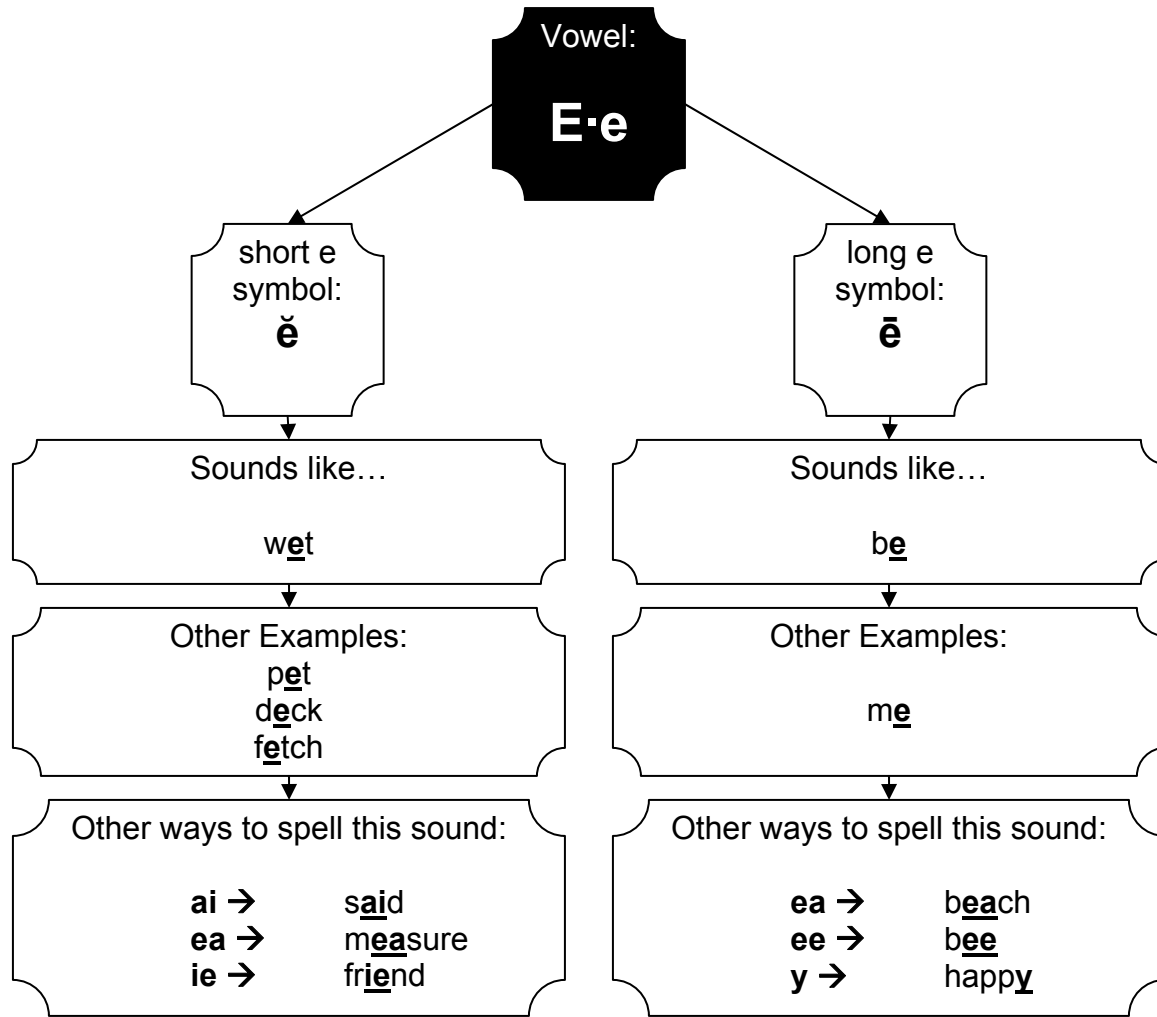 Vowel:
E·e
short e
symbol:
ĕ
Sounds like…
wet
Other Examples:
pet
deck
fetch
Other ways to spell this sound:
ai → said
ea → measure
ie → friend
long e
symbol:
ē
Sounds like…
be
Other Examples:
me
Other ways to spell this sound:
ea → beach
ee → bee
y → happy